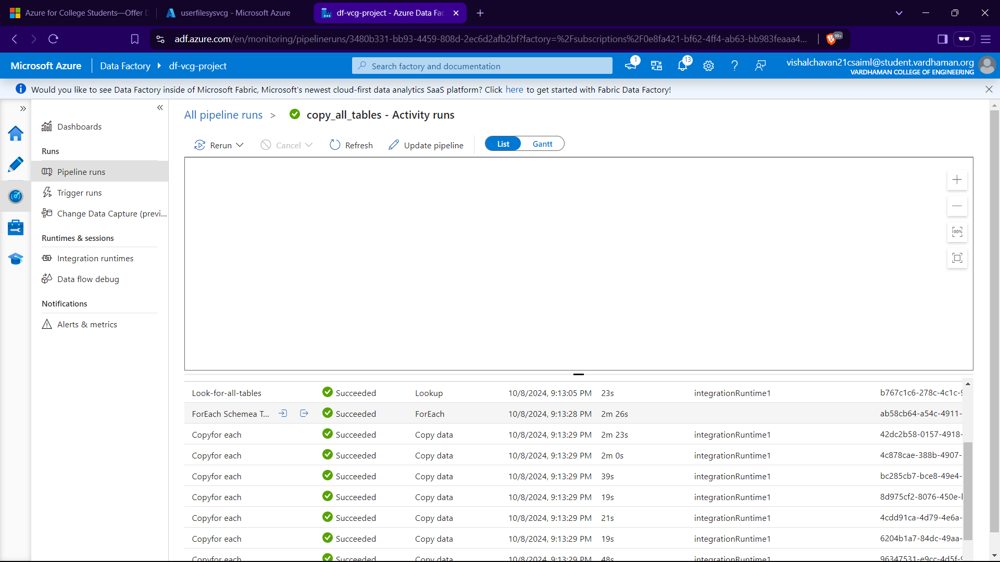 Azure for College Students—Offer D
userfilesysvcg - Microsoft Azure
df-vcg-project - Azure Data Fac
adf.azure.com/en/monitoring/pipelineruns/3480b331-bb93-4459-808d-2ec6d2afb2bf?factory=%2Fsubscriptions%2F0e8fa421-bf62-4ff4-ab63-bb983feaaa4...
99+
Microsoft Azure
Data Factory
df-vcg-project
Search factory and documentation
1
13
vishalchavan21csaiml@student.vardhaman.org
VARDHAMAN COLLEGE OF ENGINEERING
Would you like to see Data Factory inside of Microsoft Fabric, Microsoft's newest cloud-first data analytics SaaS platform? Click here to get started with Fabric Data Factory!
Dashboards
Runs
Pipeline runs
Trigger runs
Change Data Capture (previ...
Runtimes & sessions
Integration runtimes
Data flow debug
Notifications
Alerts & metrics
All pipeline runs > copy_all_tables - Activity runs
Rerun Cancel Refresh Update pipeline List Gantt
100%
Look-for-all-tables Succeeded Lookup 10/8/2024, 9:13:05 PM 23s integrationRuntime1 b767c1c6-278c-4c1c-9
ForEach Schemea T... Succeeded ForEach 10/8/2024, 9:13:28 PM 2m 26s ab58cb64-a54c-4911-
Copyfor each Succeeded Copy data 10/8/2024, 9:13:29 PM 2m 23s integrationRuntime1 42dc2b58-0157-4918-
Copyfor each Succeeded Copy data 10/8/2024, 9:13:29 PM 2m 0s integrationRuntime1 4c878cae-388b-4907-
Copyfor each Succeeded Copy data 10/8/2024, 9:13:29 PM 39s integrationRuntime1 bc285cb7-bce8-49e4-
Copyfor each Succeeded Copy data 10/8/2024, 9:13:29 PM 19s integrationRuntime1 8d975cf2-8076-450e-
Copyfor each Succeeded Copy data 10/8/2024, 9:13:29 PM 21s integrationRuntime1 4cdd91ca-4d79-4e6a-
Copyfor each Succeeded Copy data 10/8/2024, 9:13:29 PM 19s integrationRuntime1 6204b1a7-84dc-49aa-
Copyfor each Succeeded Copy data 10/8/2024, 9:13:29 PM 48s integrationRuntime1 96347531-e9cc-4d5f-9